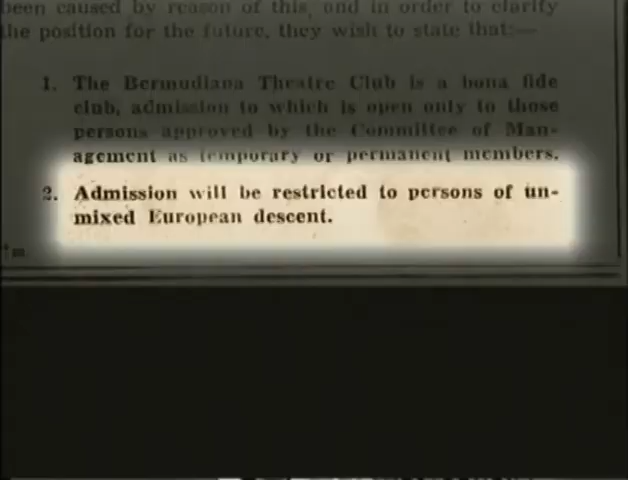 been caused by reason of this, and in order to clarify
the position for the future, they wish to state that:—
1. The Bermudiana Theatre Club is a bona fide
club, admission to which is open only to those
persons approved by the Committee of Man-
agement as temporary or permanent members.
2. Admission will be restricted to persons of un-
mixed European descent.